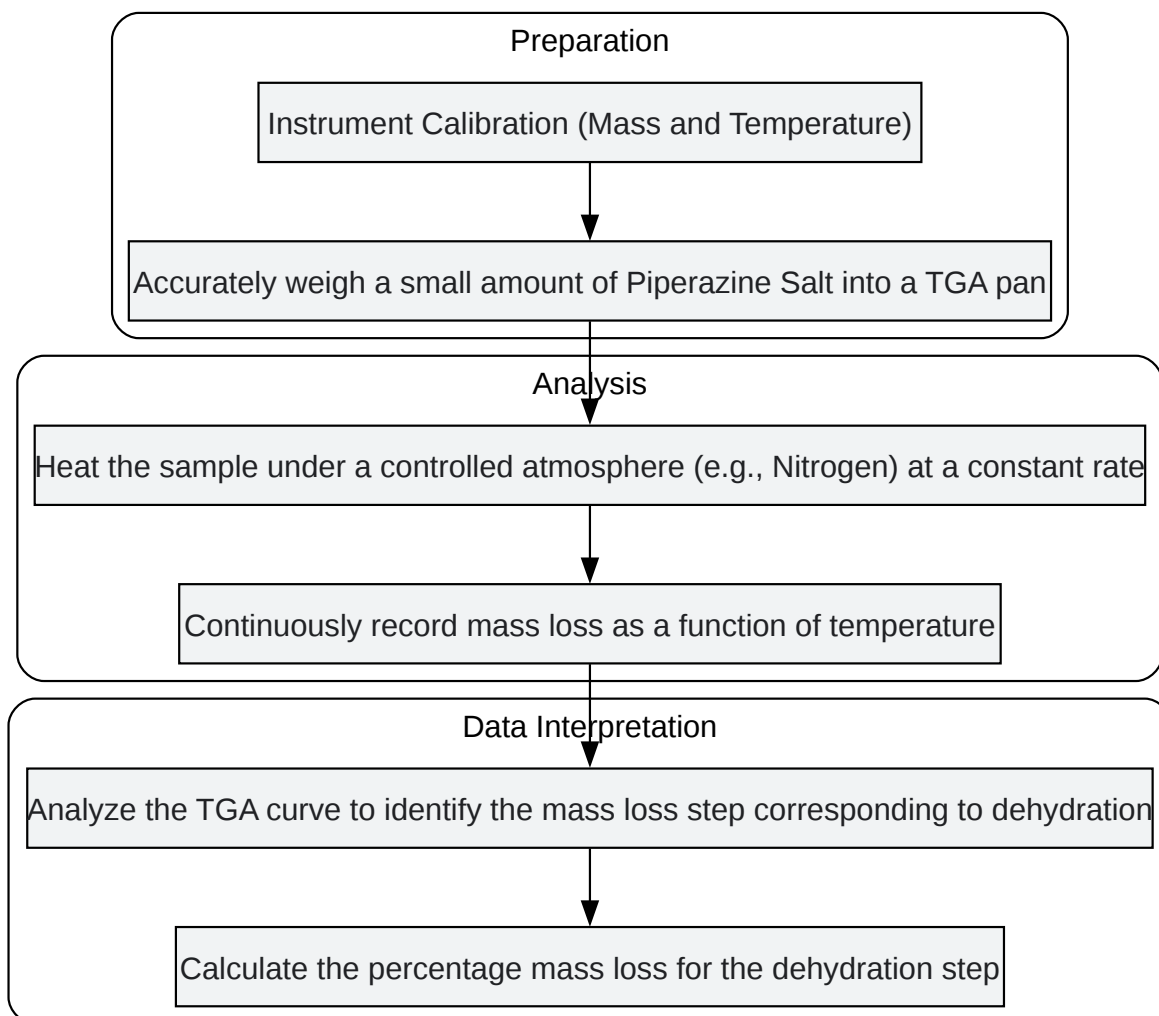 Preparation
Instrument Calibration (Mass and Temperature)
Accurately weigh a small amount of Piperazine Salt into a TGA pan
Analysis
Heat the sample under a controlled atmosphere (e.g., Nitrogen) at a constant rate
Continuously record mass loss as a function of temperature
Data Interpretation
Analyze the TGA curve to identify the mass loss step corresponding to dehydration
Calculate the percentage mass loss for the dehydration step